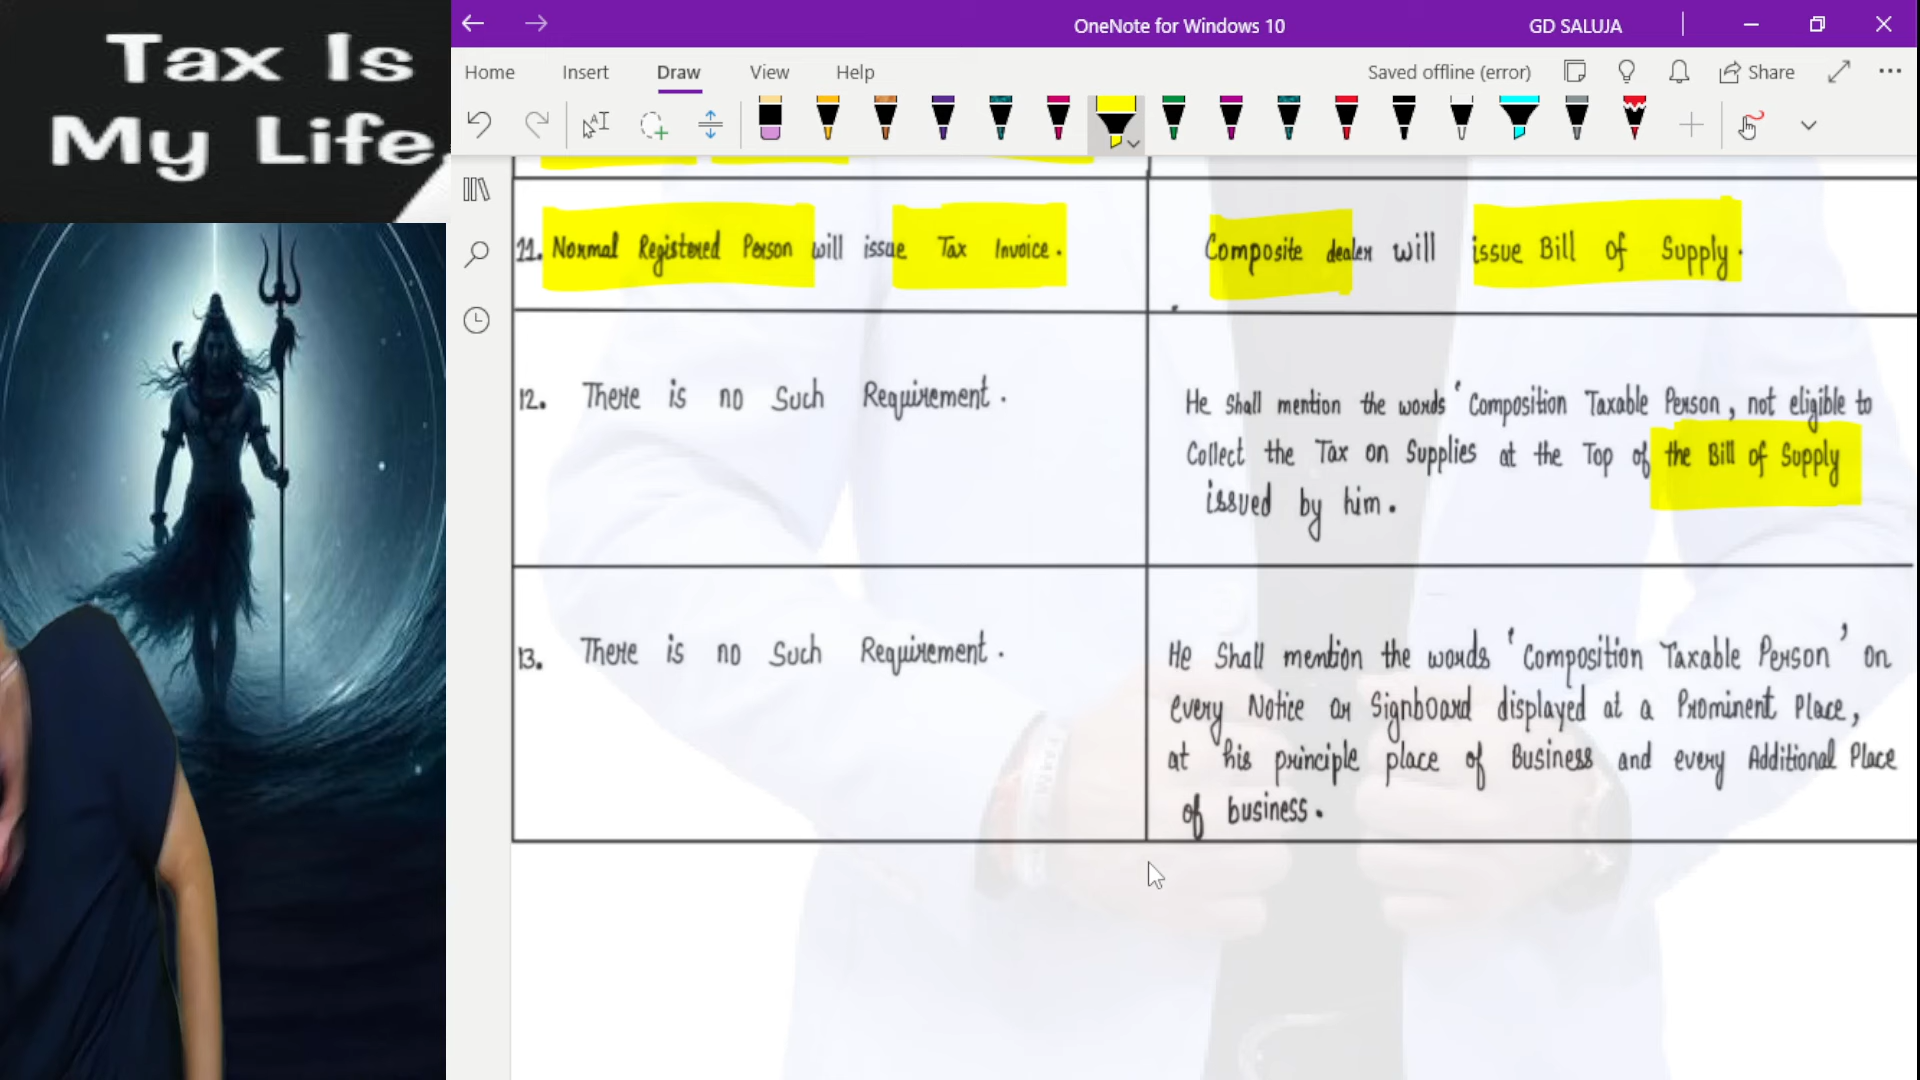 Tax Is
My Life.
OneNote for Windows 10
GD SALUJA
Home Insert Draw View Help
Saved offline (error)
Share
11. Normal Registered Person will issue Tax Invoice.
Composite dealer will issue Bill of Supply.
12. There is no Such Requirement.
He Shall mention the words 'Composition Taxable Person, not eligible to
Collect the Tax on Supplies at the Top of the Bill of Supply
issued by him.
13. There is no Such Requirement.
He Shall mention the words 'Composition Taxable Person' on
every Notice or Signboard displayed at a Prominent Place,
at his principle place of Business and every Additional Place
of business.